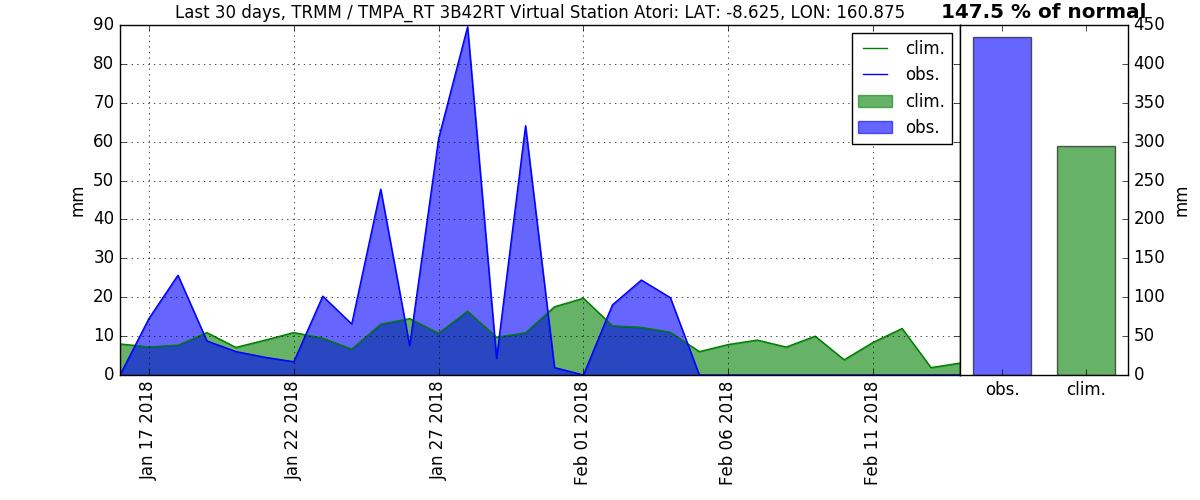 Last 30 days, TRMM / TMPA_RT 3B42RT Virtual Station Atori: LAT: -8.625, LON: 160.875
147.5 % of normal
90
80
70
60
50
40
30
20
10
0
mm
clim.
obs.
clim.
obs.
Jan 17 2018
Jan 22 2018
Jan 27 2018
Feb 01 2018
Feb 06 2018
Feb 11 2018
450
400
350
300
250
200
150
100
50
0
mm
obs.
clim.